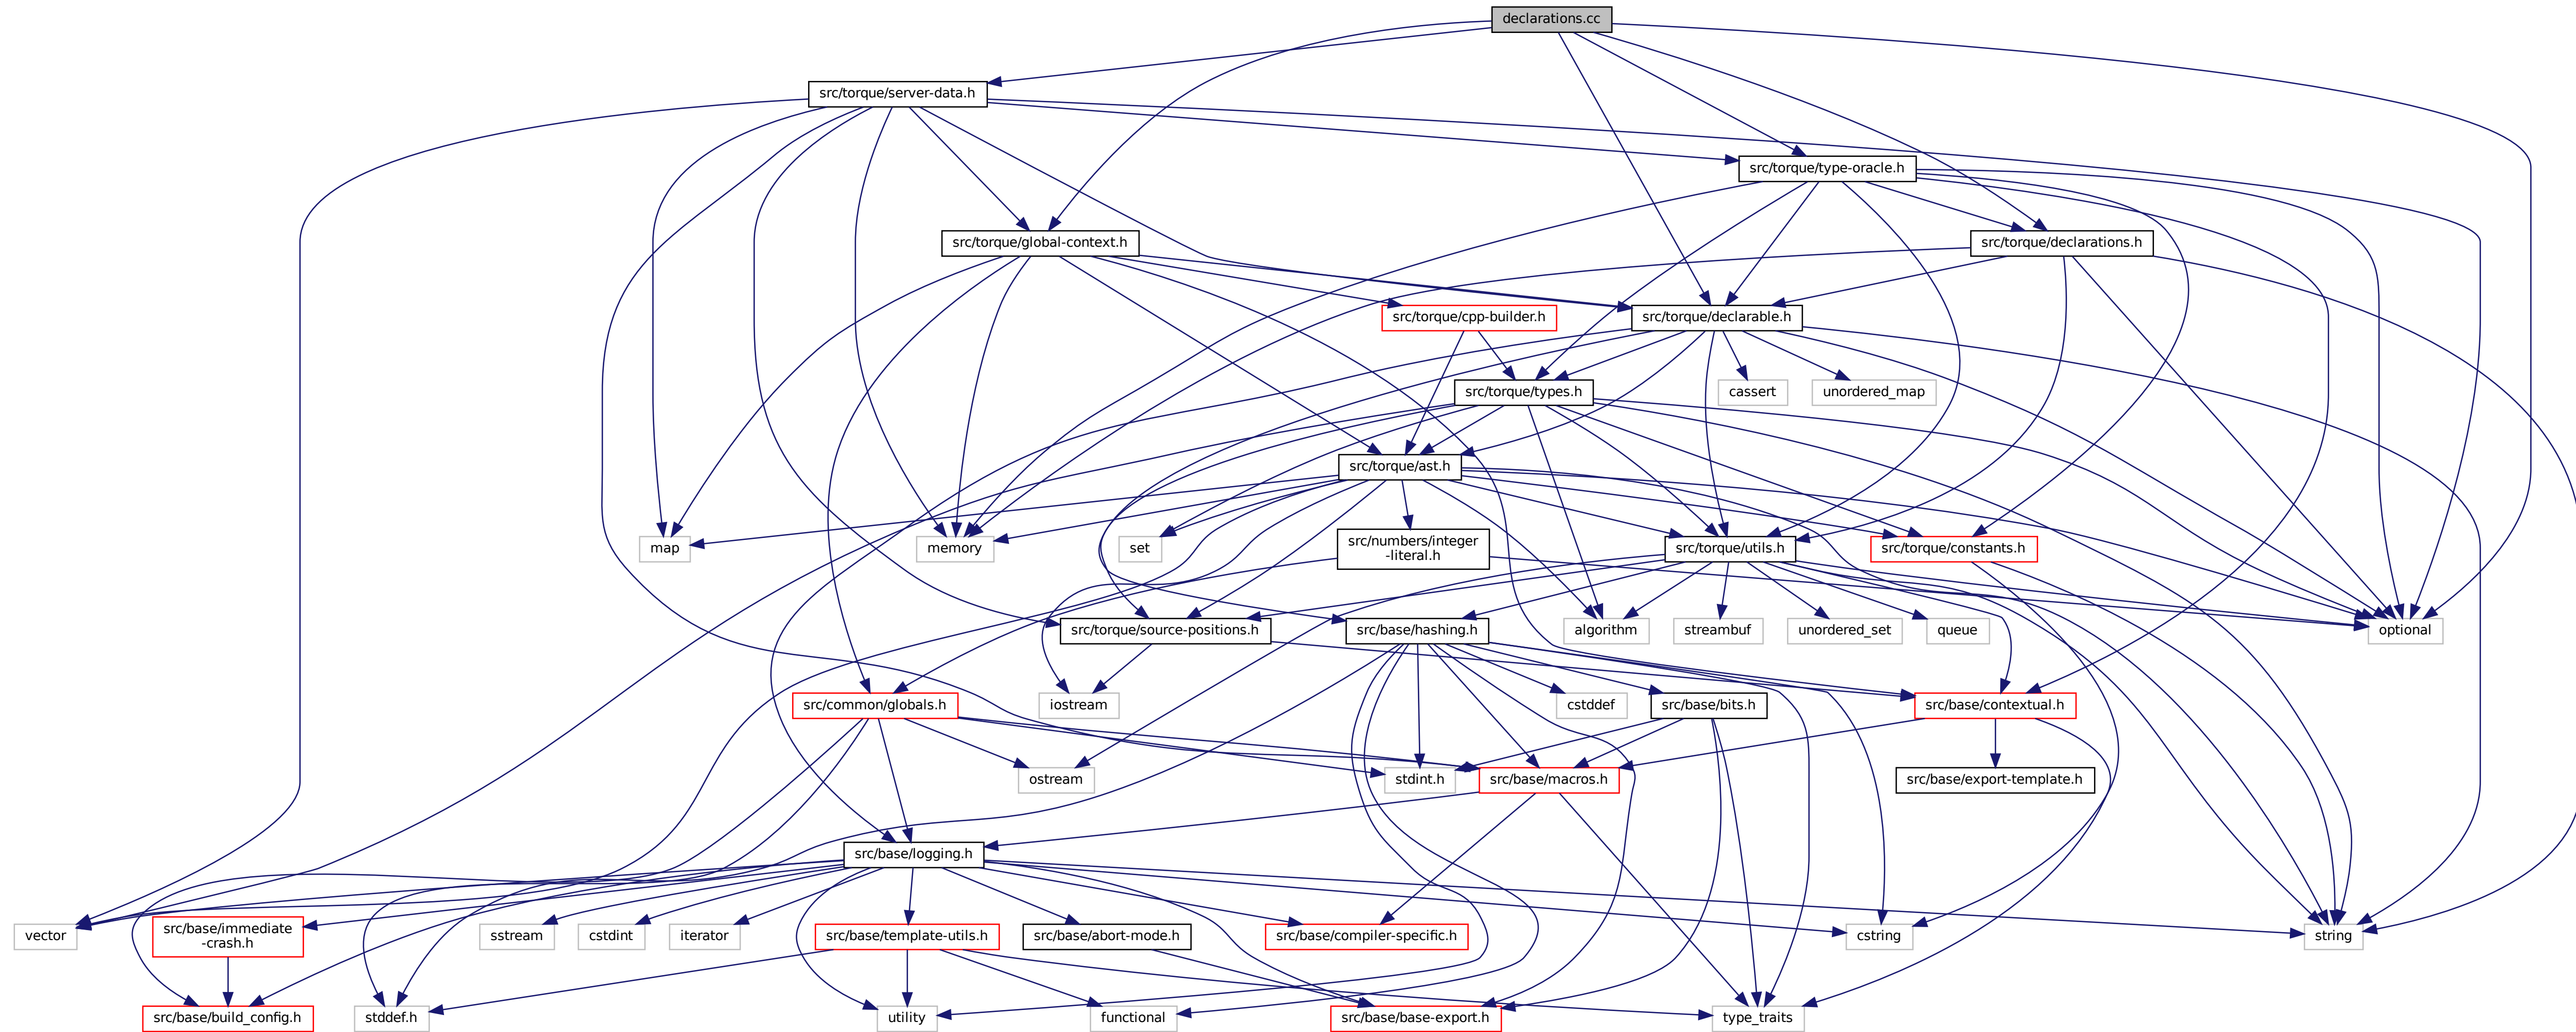 declarations.cc
src/torque/server-data.h
src/torque/type-oracle.h
src/torque/global-context.h
src/torque/declarations.h
src/torque/cpp-builder.h
src/torque/declarable.h
src/torque/types.h
cassert
unordered_map
src/torque/ast.h
map
memory
set
src/numbers/integer
-literal.h
src/torque/utils.h
src/torque/constants.h
src/torque/source-positions.h
src/base/hashing.h
algorithm
streambuf
unordered_set
queue
optional
src/common/globals.h
iostream
cstddef
src/base/bits.h
src/base/contextual.h
ostream
stdint.h
src/base/macros.h
src/base/export-template.h
src/base/logging.h
vector
src/base/immediate
-crash.h
sstream
cstdint
iterator
src/base/template-utils.h
src/base/abort-mode.h
src/base/compiler-specific.h
cstring
string
src/base/build_config.h
stddef.h
utility
functional
src/base/base-export.h
type_traits